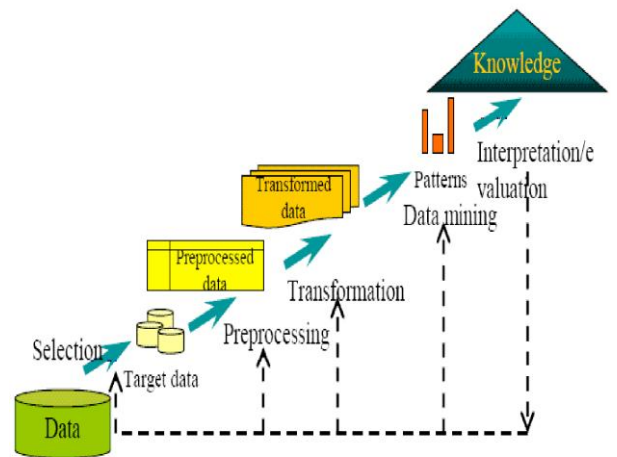 Knowledge
Interpretation/e
valuation
Patterns
Data mining
Transformed
data
Transformation
Preprocessed
data
Preprocessing
Selection
Target data
Data